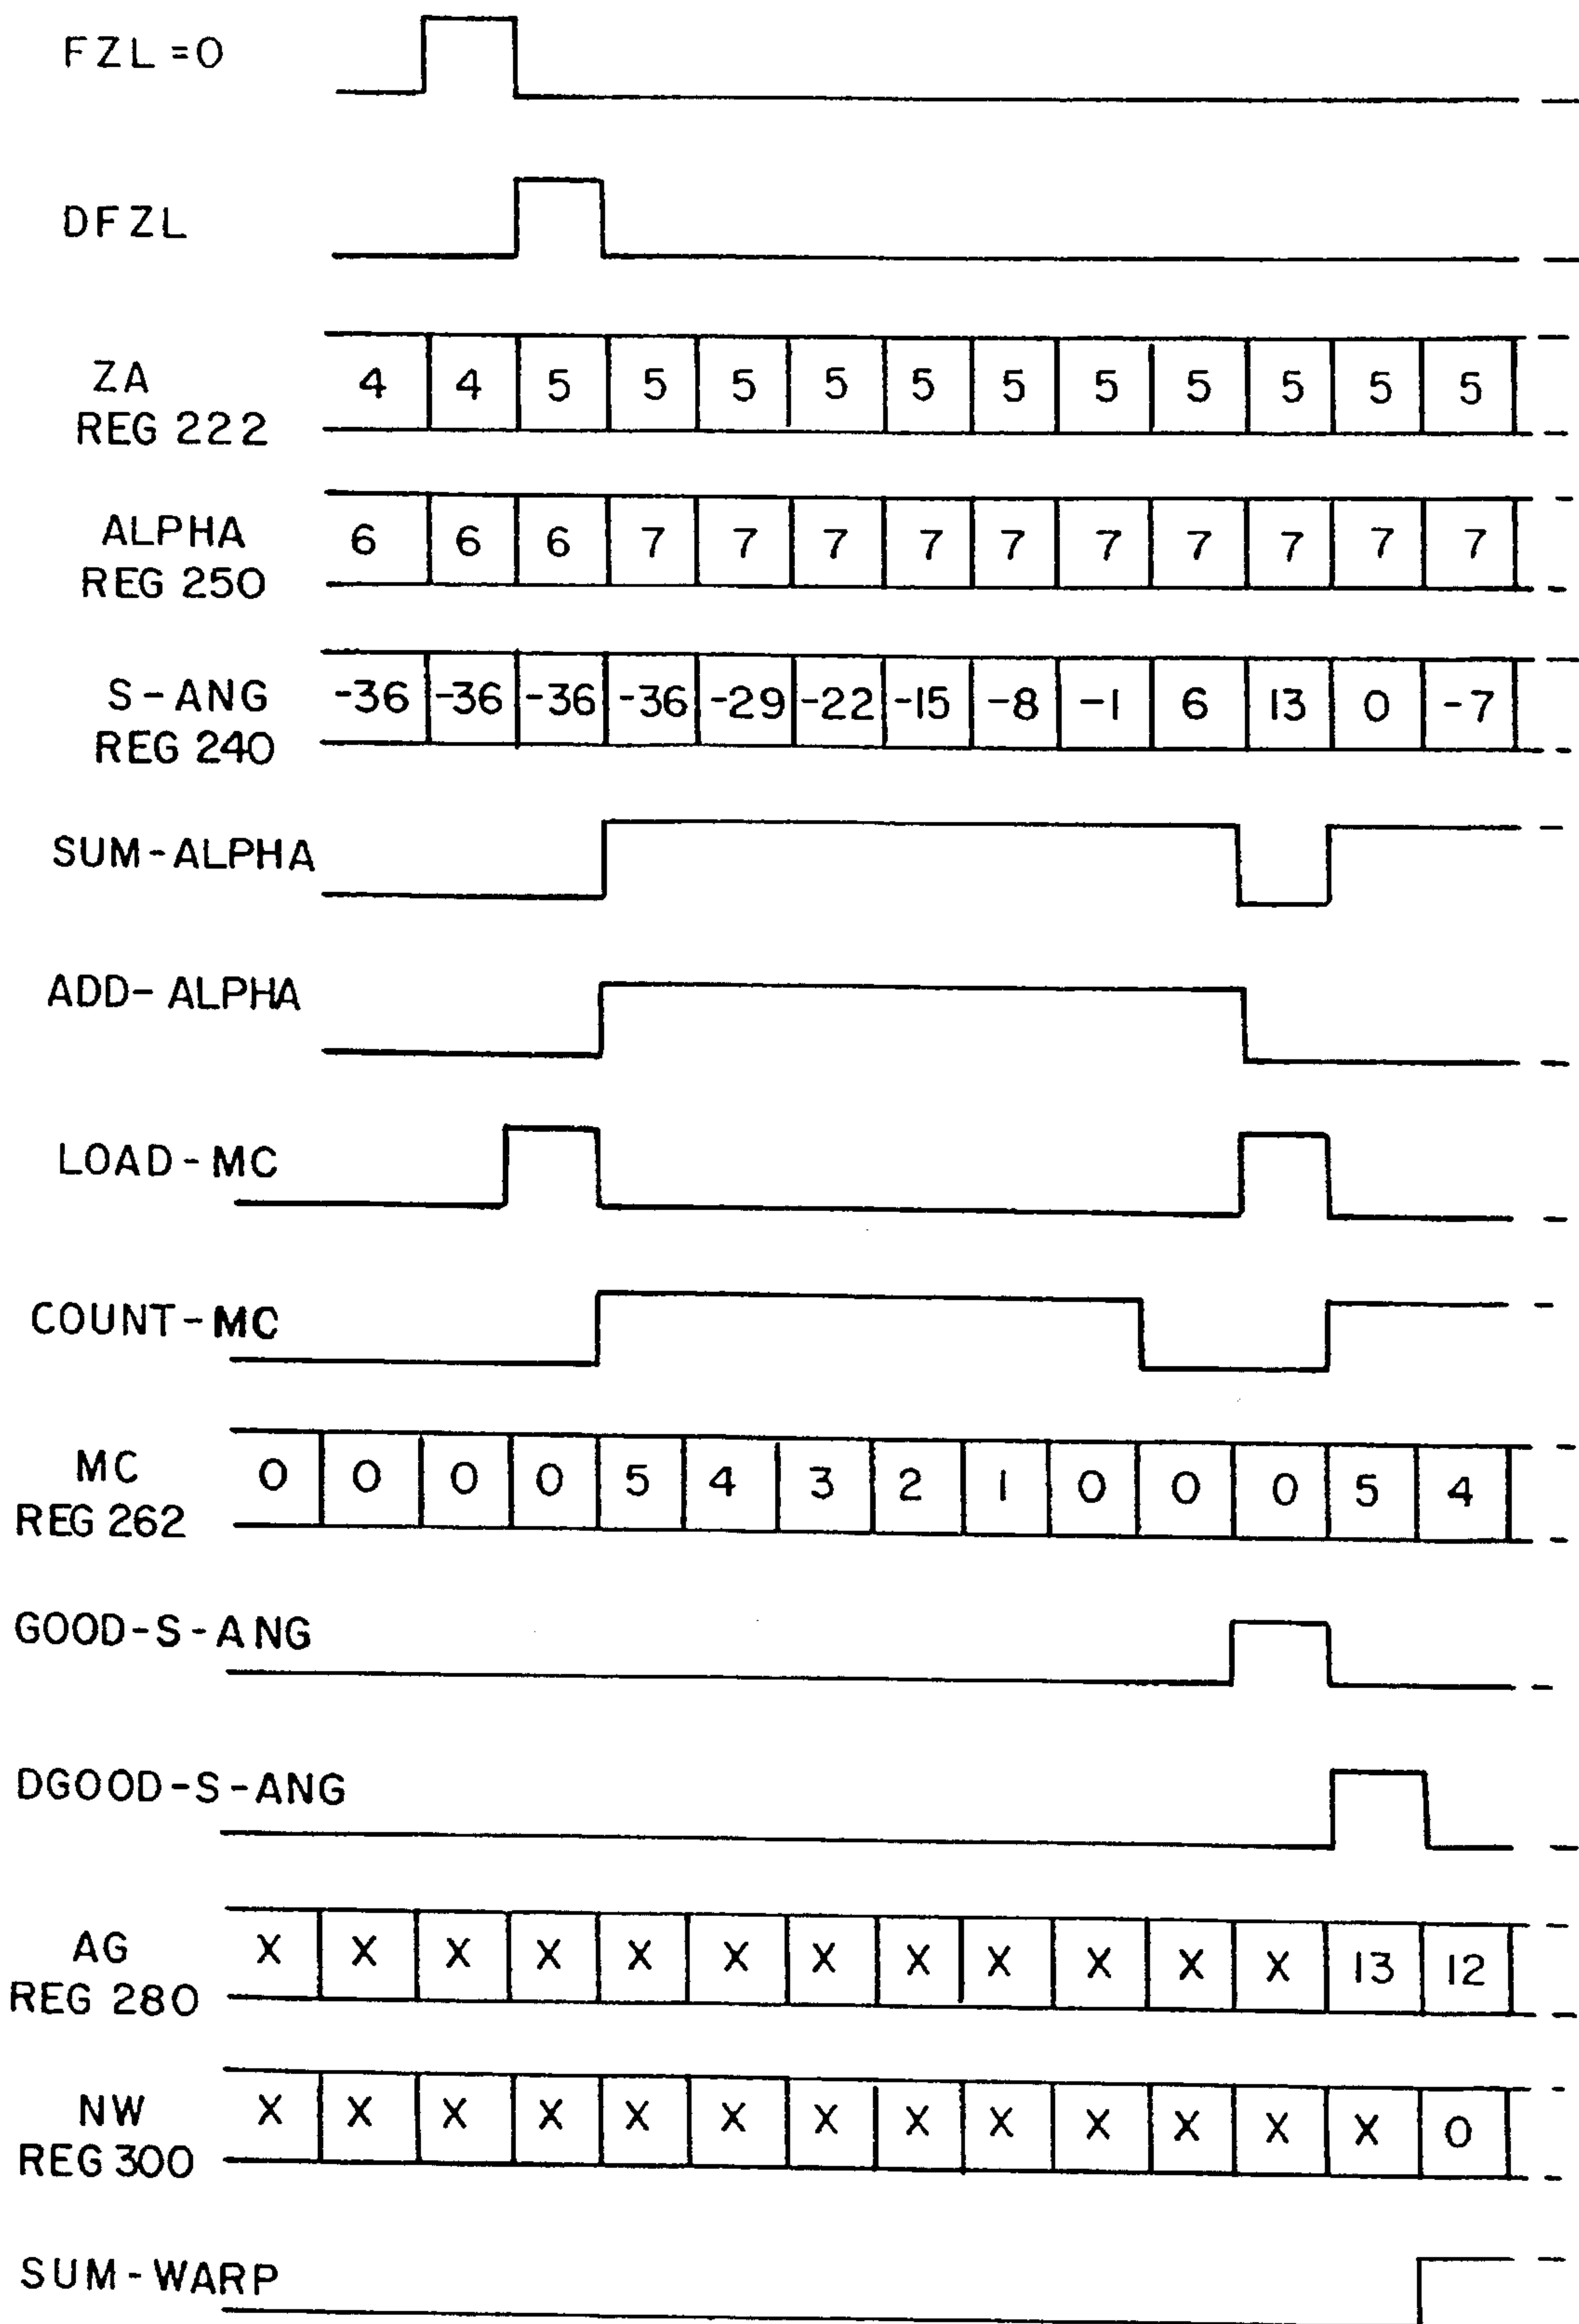 FZL=0
DFZL
ZA 4 4 5 5 5 5 5 5 5 5 5 5 5
REG 222
ALPHA 6 6 6 7 7 7 7 7 7 7 7 7 7
REG 250
S-ANG -36 -36 -36 -36 -29 -22 -15 -8 -1 6 13 0 -7
REG 240
SUM-ALPHA
ADD-ALPHA
LOAD-MC
COUNT-MC
MC 0 0 0 0 5 4 3 2 1 0 0 0 5 4
REG 262
GOOD-S-ANG
DGOOD-S-ANG
AG X X X X X X X X X X X X 13 12
REG 280
NW X X X X X X X X X X X X X 0
REG 300
SUM-WARP